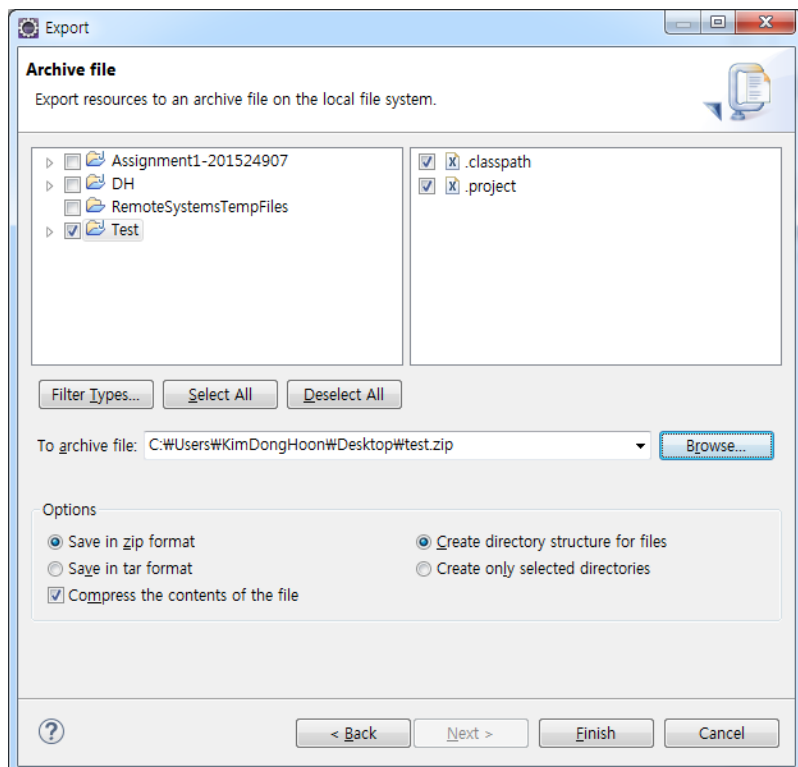 Export
Archive file
Export resources to an archive file on the local file system.
Assignment1-201524907
DH
RemoteSystemsTempFiles
Test
.classpath
.project
Filter Types...
Select All
Deselect All
To archive file: C:₩Users₩KimDongHoon₩Desktop₩test.zip
Browse...
Options
Save in zip format
Create directory structure for files
Save in tar format
Create only selected directories
Compress the contents of the file
< Back
Next >
Finish
Cancel